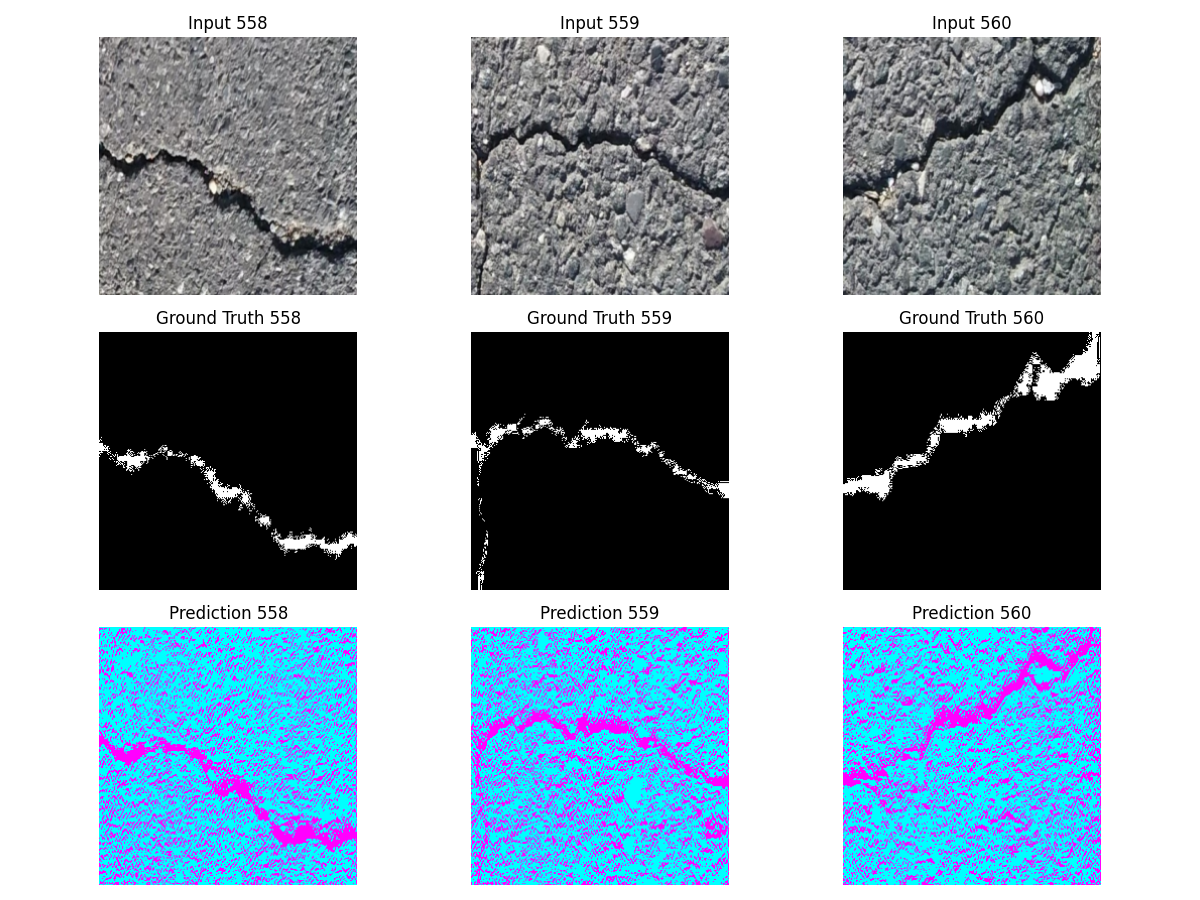 Input 558
Input 559
Input 560
Ground Truth 558
Ground Truth 559
Ground Truth 560
Prediction 558
Prediction 559
Prediction 560